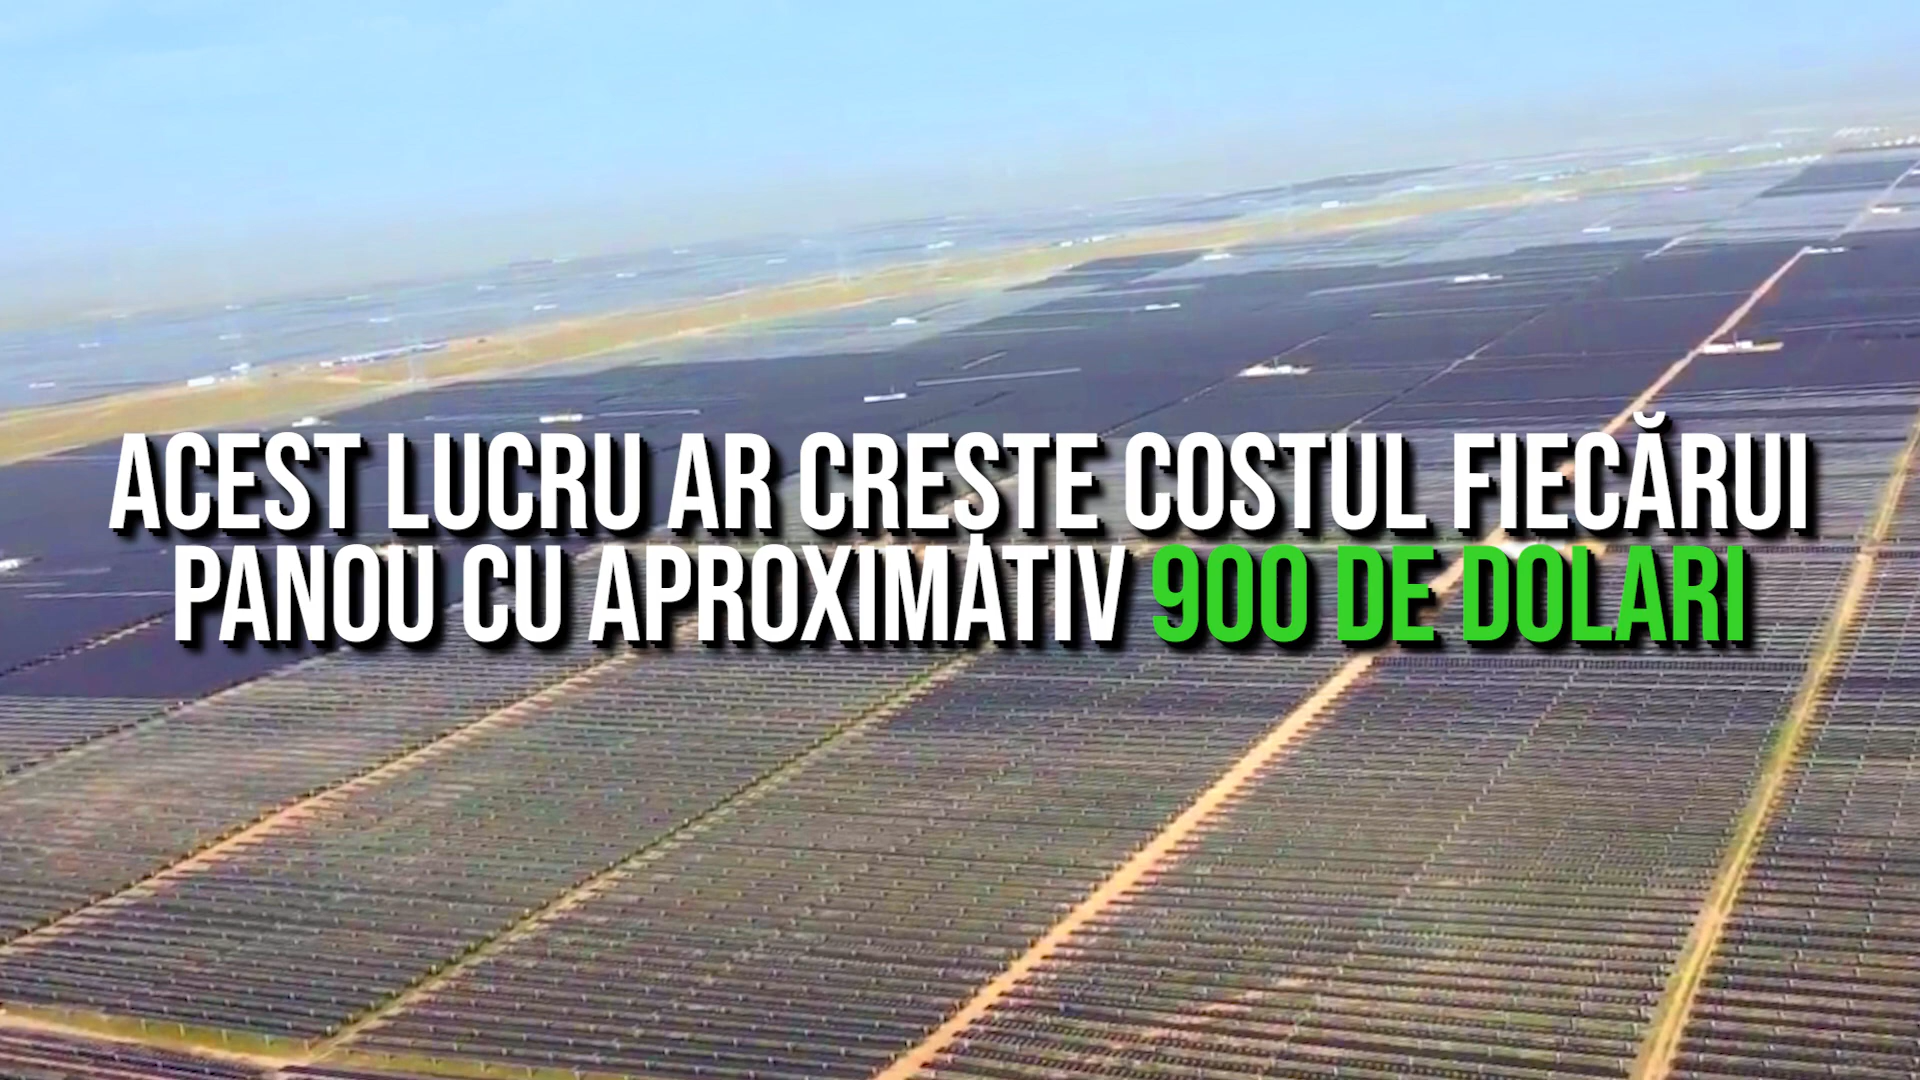 ACEST LUCRU AR CREȘTE COSTUL FIECĂRUI
PANOU CU APROXIMATIV 900 DE DOLARI